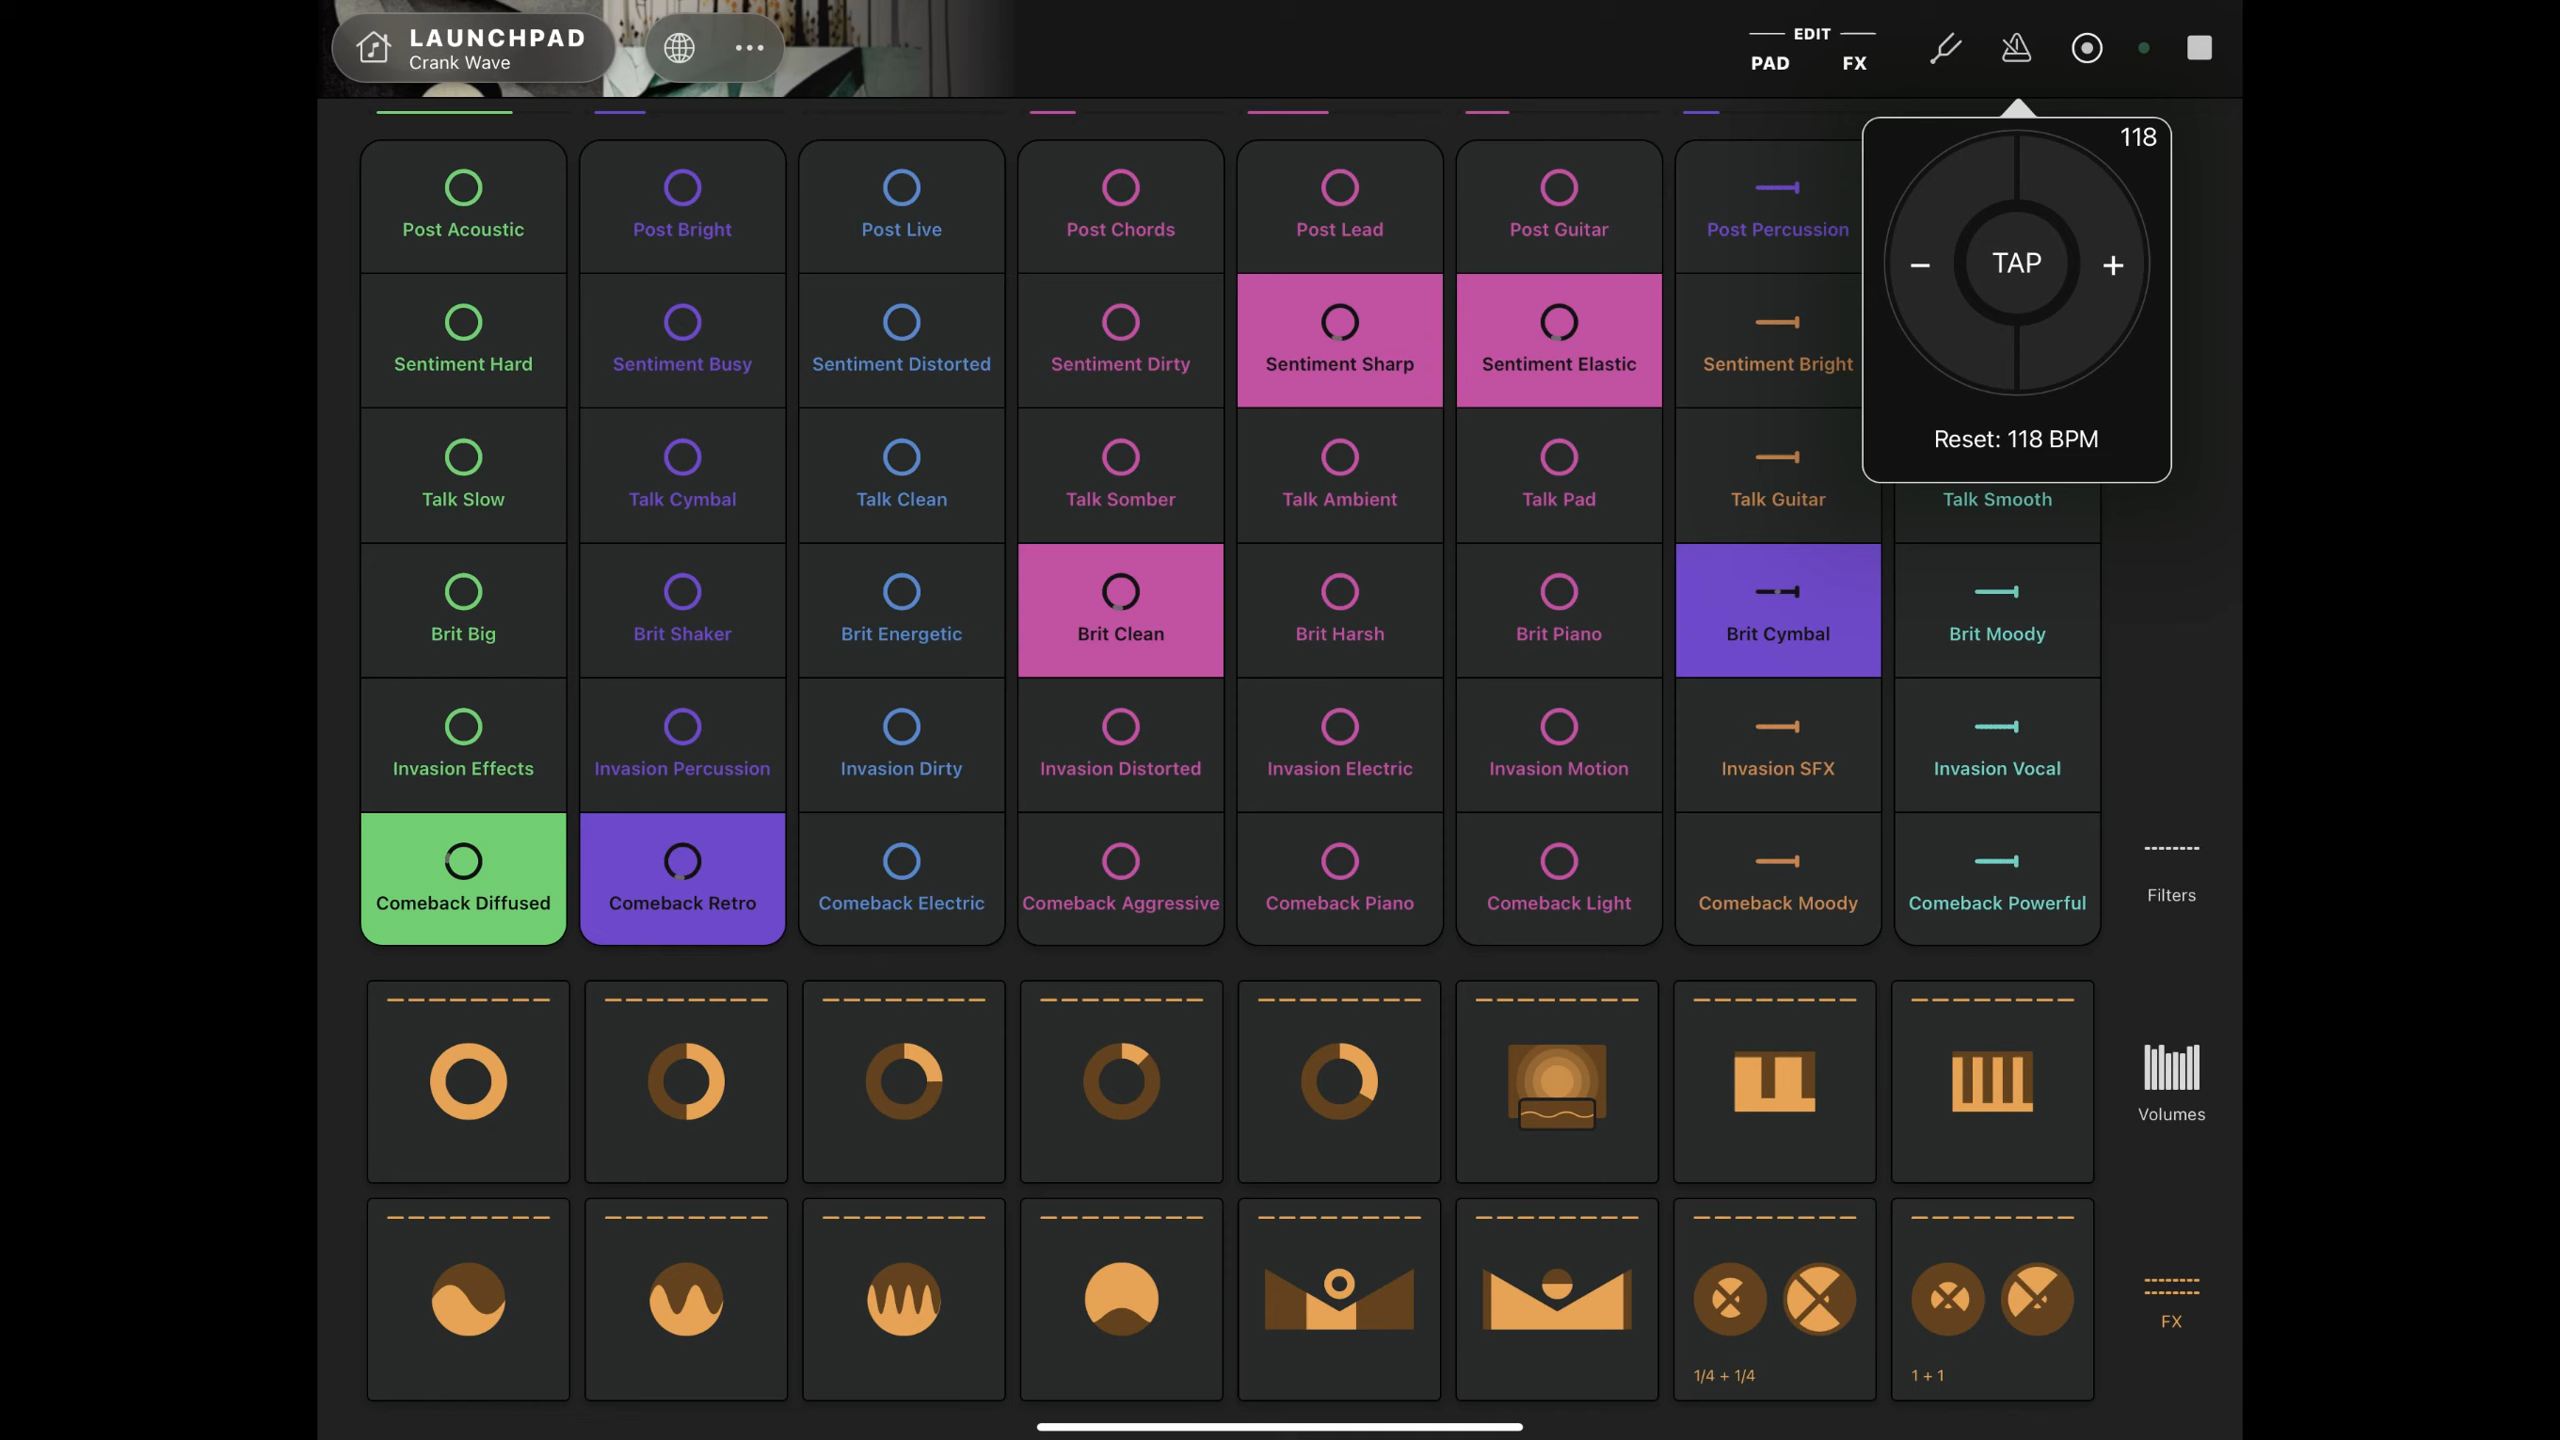 LAUNCHPAD
Crank Wave
EDIT
PAD FX
118
− TAP +
Reset: 118 BPM
Post Acoustic Post Bright Post Live Post Chords Post Lead Post Guitar Post Percussion
Sentiment Hard Sentiment Busy Sentiment Distorted Sentiment Dirty Sentiment Sharp Sentiment Elastic Sentiment Bright
Talk Slow Talk Cymbal Talk Clean Talk Somber Talk Ambient Talk Pad Talk Guitar Talk Smooth
Brit Big Brit Shaker Brit Energetic Brit Clean Brit Harsh Brit Piano Brit Cymbal Brit Moody
Invasion Effects Invasion Percussion Invasion Dirty Invasion Distorted Invasion Electric Invasion Motion Invasion SFX Invasion Vocal
Comeback Diffused Comeback Retro Comeback Electric Comeback Aggressive Comeback Piano Comeback Light Comeback Moody Comeback Powerful
Filters
Volumes
FX
1/4 + 1/4 1 + 1